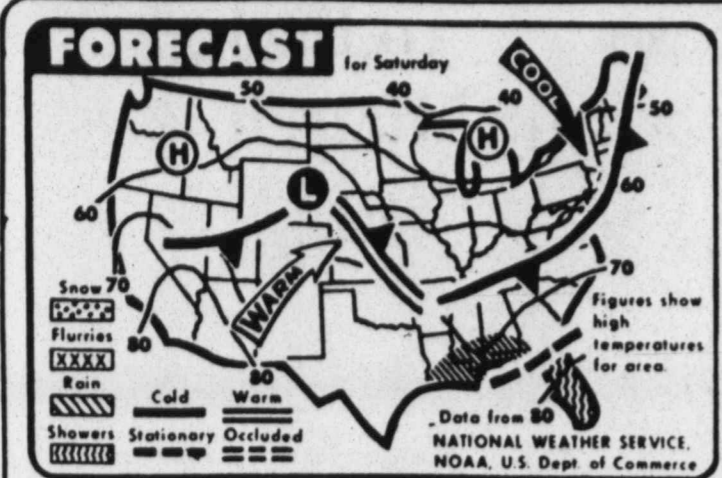 FORECAST for Saturday
COOL
50 40 40 50
H H
L
60 60
WARM
70 70
80 80 80
Snow
Flurries
XXXX
Rain
Showers
Cold Warm
Stationary Occluded
Figures show
high
temperatures
for area.
Data from
NATIONAL WEATHER SERVICE,
NOAA, U.S. Dept. of Commerce